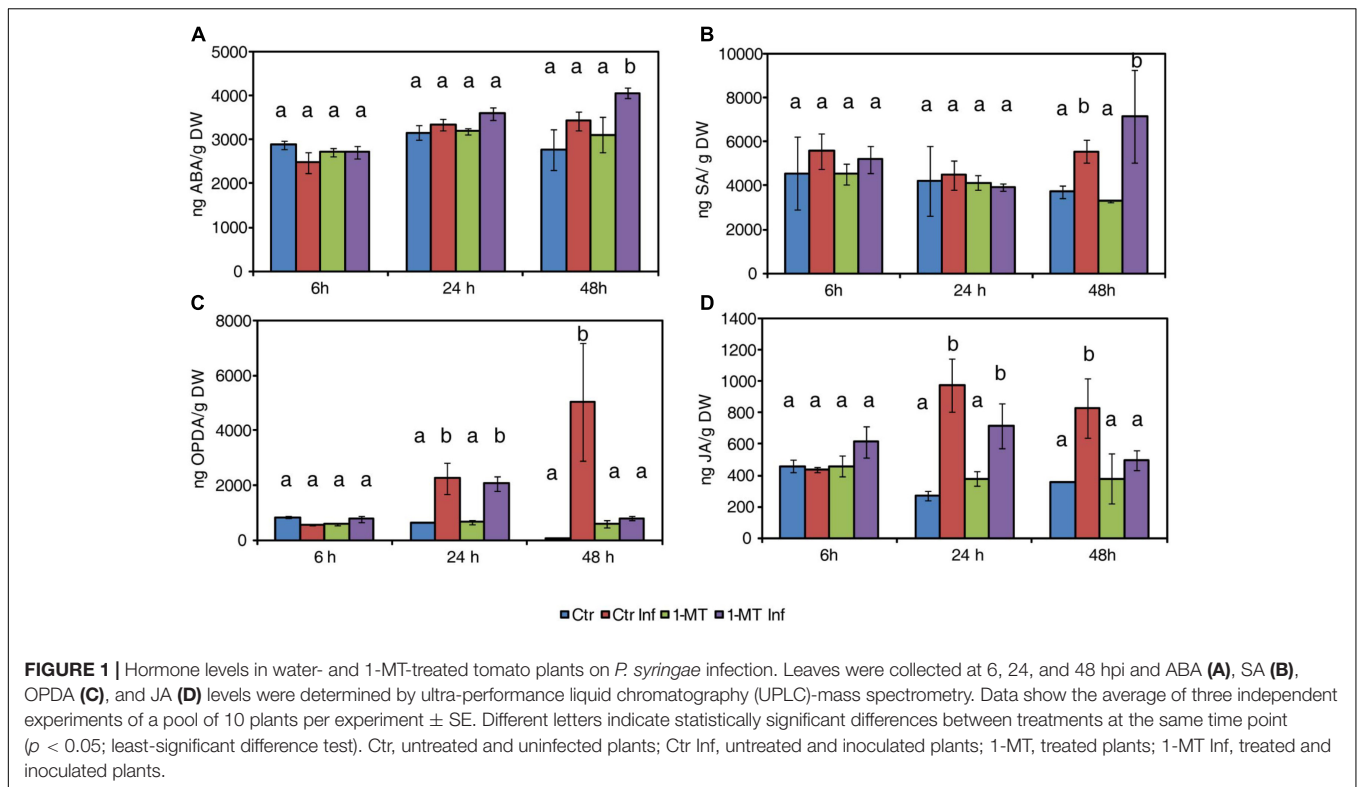 A
ng ABA/g DW
5000
4000
3000
2000
1000
0
a a a a
a a a a
a a a b
6h 24 h 48h
B
ng SA/ g DW
10000
8000
6000
4000
2000
0
a a a a
a a a a
a b a b
6h 24 h 48h
C
ng OPDA/g DW
8000
6000
4000
2000
0
a a a a
a b a b
a b a a
6 h 24 h 48h
D
ng JA/g DW
1400
1200
1000
800
600
400
200
0
a a a a
a b a b
a b a a
6h 24 h 48h
Ctr Ctr Inf 1-MT 1-MT Inf
FIGURE 1 | Hormone levels in water- and 1-MT-treated tomato plants on P. syringae infection. Leaves were collected at 6, 24, and 48 hpi and ABA (A), SA (B),
OPDA (C), and JA (D) levels were determined by ultra-performance liquid chromatography (UPLC)-mass spectrometry. Data show the average of three independent
experiments of a pool of 10 plants per experiment ± SE. Different letters indicate statistically significant differences between treatments at the same time point
(p < 0.05; least-significant difference test). Ctr, untreated and uninfected plants; Ctr Inf, untreated and inoculated plants; 1-MT, treated plants; 1-MT Inf, treated and
inoculated plants.